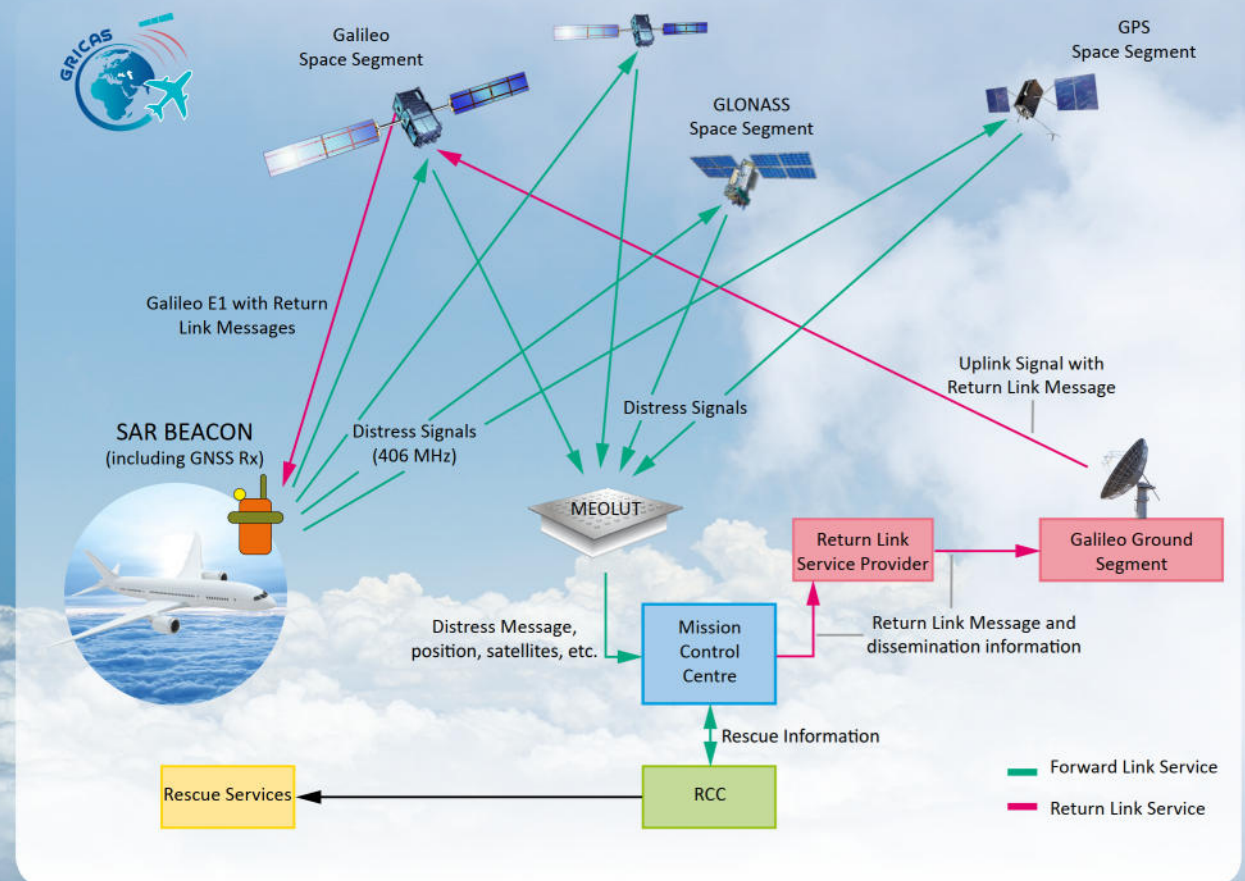 GRICAS
Galileo
Space Segment
GPS
Space Segment
GLONASS
Space Segment
Galileo E1 with Return
Link Messages
Uplink Signal with
Return Link Message
Distress Signals
SAR BEACON
(including GNSS Rx)
Distress Signals
(406 MHz)
MEOLUT
Return Link
Service Provider
Galileo Ground
Segment
Distress Message,
position, satellites, etc.
Mission
Control
Centre
Return Link Message and
dissemination information
Rescue Information
Rescue Services
RCC
Forward Link Service
Return Link Service